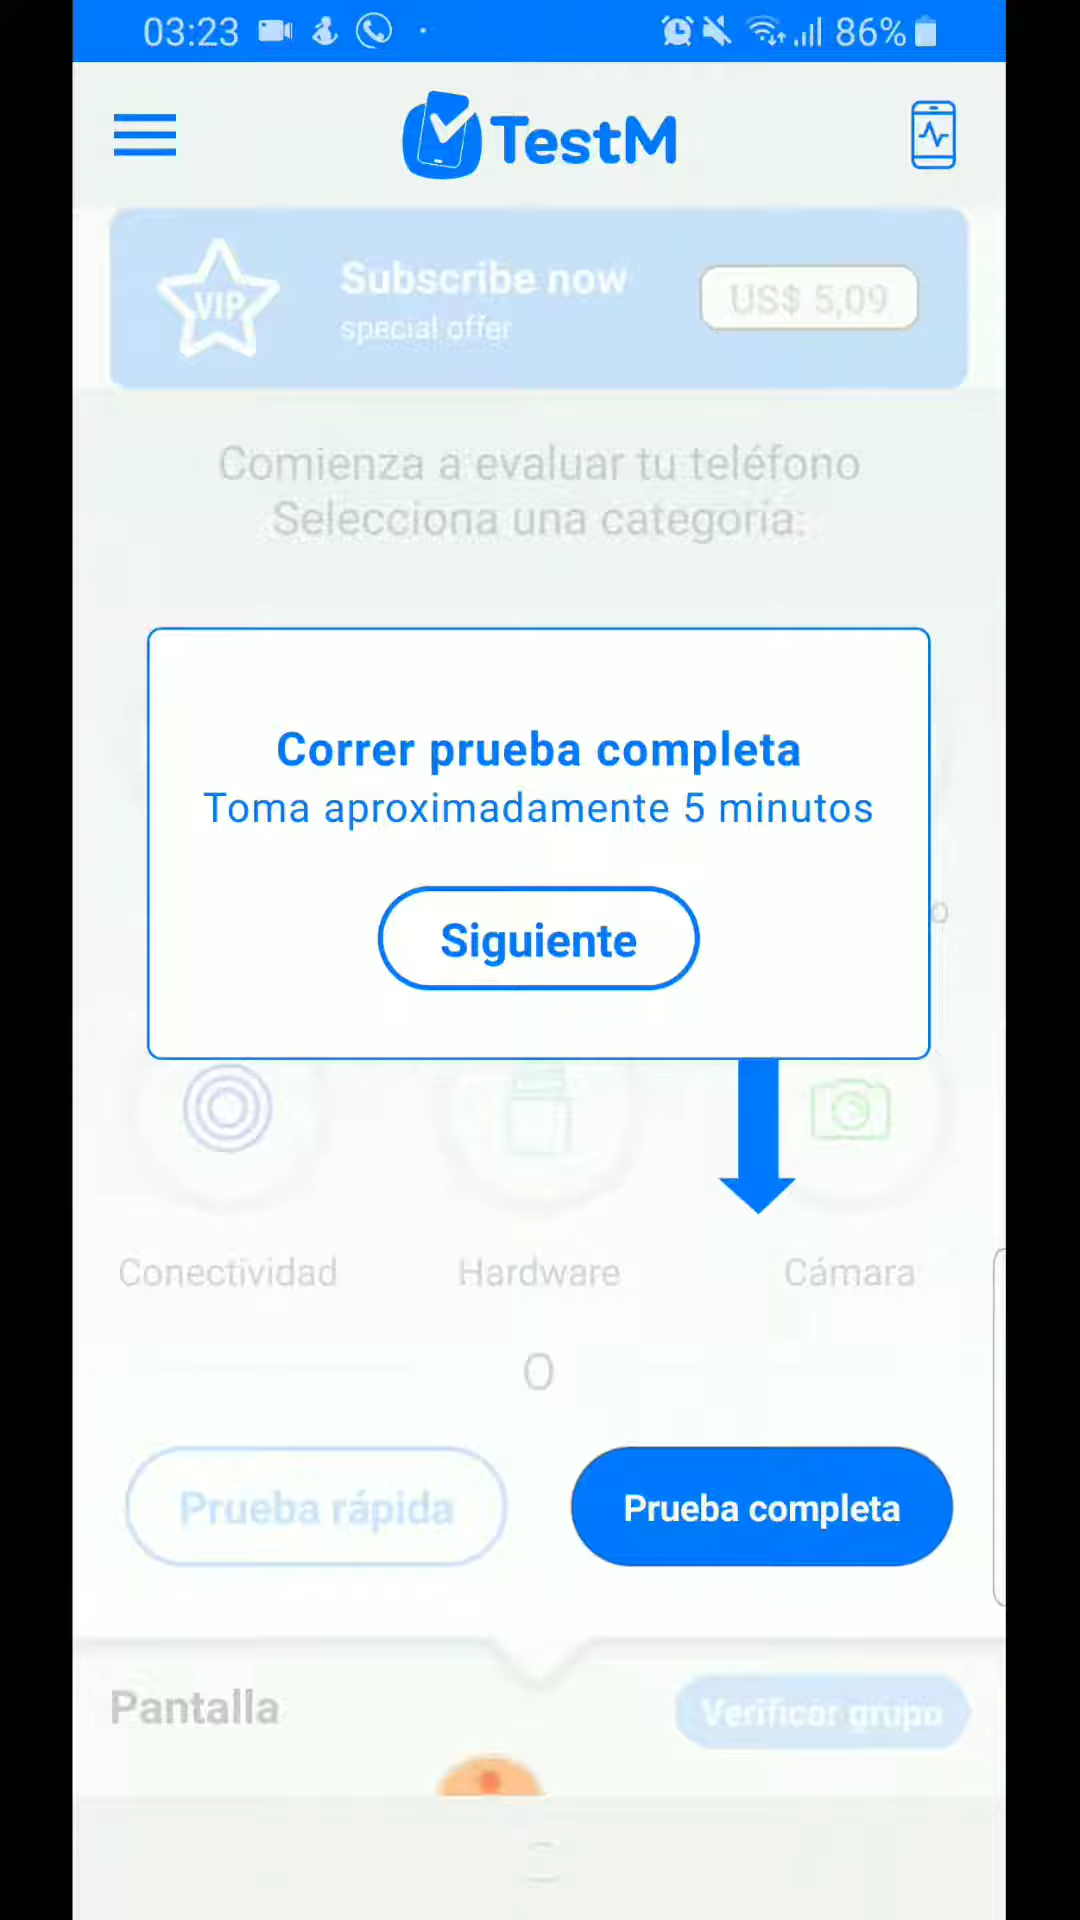 03:23
86%
TestM
VIP
Subscribe now
special offer
US$ 5,09
Comienza a evaluar tu teléfono
Selecciona una categoría:
Correr prueba completa
Toma aproximadamente 5 minutos
Siguiente
o
Conectividad
Hardware
Cámara
O
Prueba rápida
Prueba completa
Pantalla
Verificar grupo